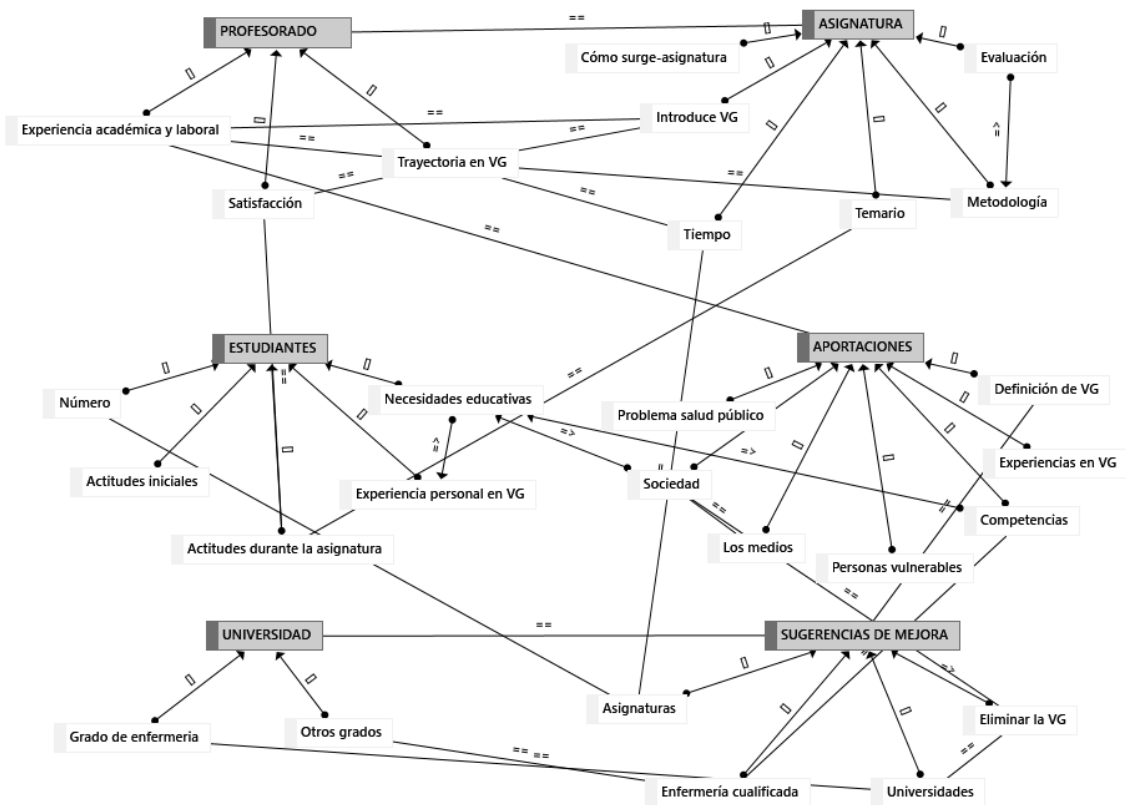 PROFESORADO
==
ASIGNATURA
[]
[]
Cómo surge-asignatura
Evaluación
[]
[]
[]
[]
Experiencia académica y laboral
==
Introduce VG
[]
[]
[]
=>
==
==
Trayectoria en VG
==
==
==
Satisfacción
Temario
Metodología
==
Tiempo
ESTUDIANTES
APORTACIONES
[]
==
[]
[]
[]
Número
Necesidades educativas
==
Definición de VG
[]
[]
[]
Problema salud público
=>
=>
[]
[]
[]
=>
Actitudes iniciales
Experiencias en VG
Experiencia personal en VG
==
Sociedad
==
==
Competencias
Actitudes durante la asignatura
Los medios
Personas vulnerables
==
UNIVERSIDAD
==
SUGERENCIAS DE MEJORA
==
=>
[]
[]
[]
[]
[]
Asignaturas
Eliminar la VG
Grado de enfermeria
Otros grados
== ==
==
Enfermería cualificada
Universidades